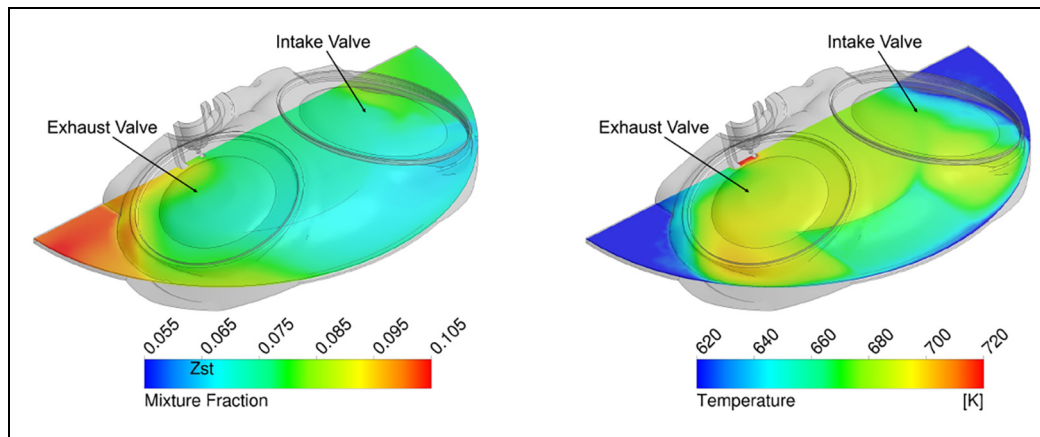 Intake Valve
Exhaust Valve
0.055 0.065 0.075 0.085 0.095 0.105
Zst
Mixture Fraction
Intake Valve
Exhaust Valve
620 640 660 680 700 720
Temperature [K]